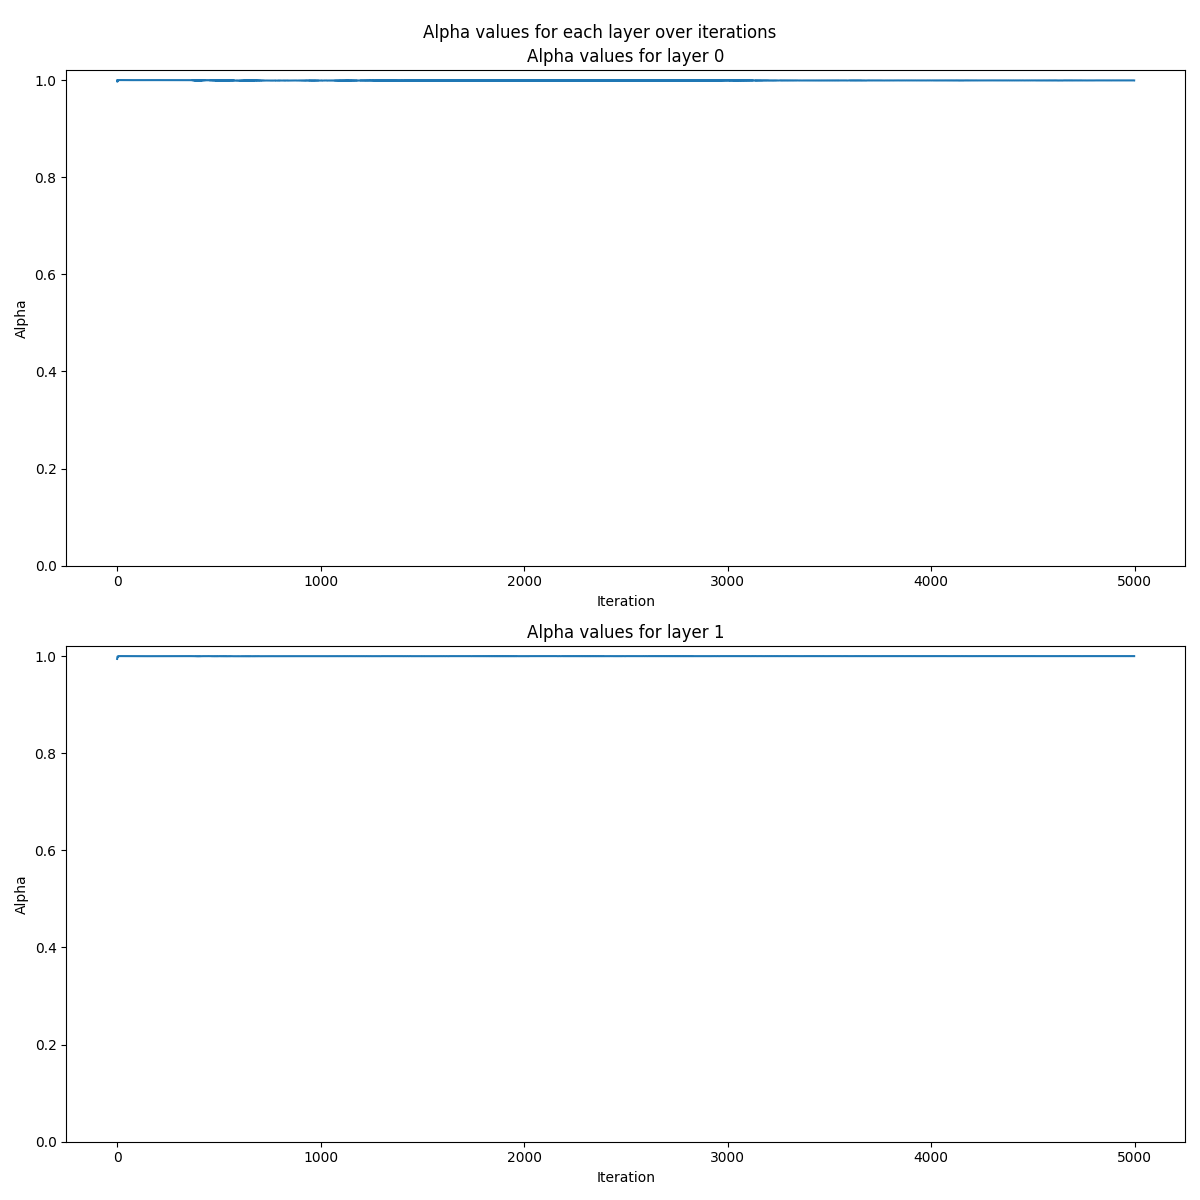 Alpha values for each layer over iterations
Alpha values for layer 0
1.0
0.8
0.6
0.4
0.2
0.0
Alpha
0 1000 2000 3000 4000 5000
Iteration
Alpha values for layer 1
1.0
0.8
0.6
0.4
0.2
0.0
Alpha
0 1000 2000 3000 4000 5000
Iteration